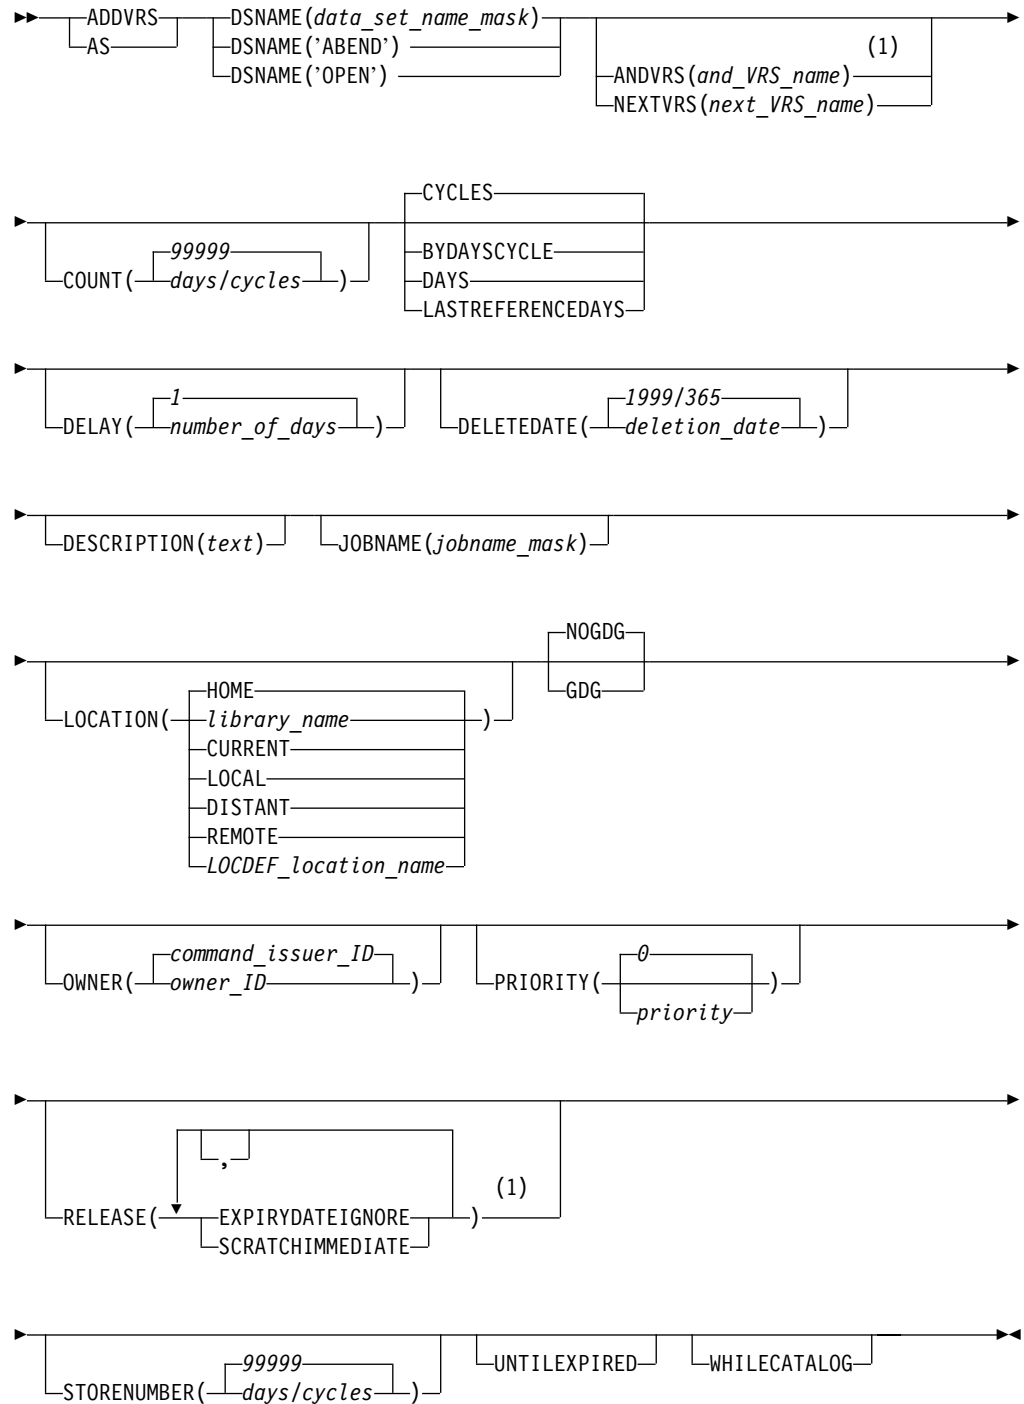 ADDVRS DSNAME(data_set_name_mask)
AS DSNAME('ABEND') (1)
DSNAME('OPEN') ANDVRS(and_VRS_name)
NEXTVRS(next_VRS_name)
CYCLES
99999 BYDAYSCYCLE
COUNT( days/cycles ) DAYS
LASTREFERENCEDAYS
1 1999/365
DELAY( number_of_days ) DELETEDATE( deletion_date )
DESCRIPTION(text) JOBNAME(jobname_mask)
NOGDG
HOME GDG
LOCATION( library_name )
CURRENT
LOCAL
DISTANT
REMOTE
LOCDEF_location_name
command_issuer_ID 0
OWNER( owner_ID ) PRIORITY( )
priority
,
(1)
RELEASE( EXPIRYDATEIGNORE )
SCRATCHIMMEDIATE
99999 UNTILEXPIRED WHILECATALOG
STORENUMBER( days/cycles )